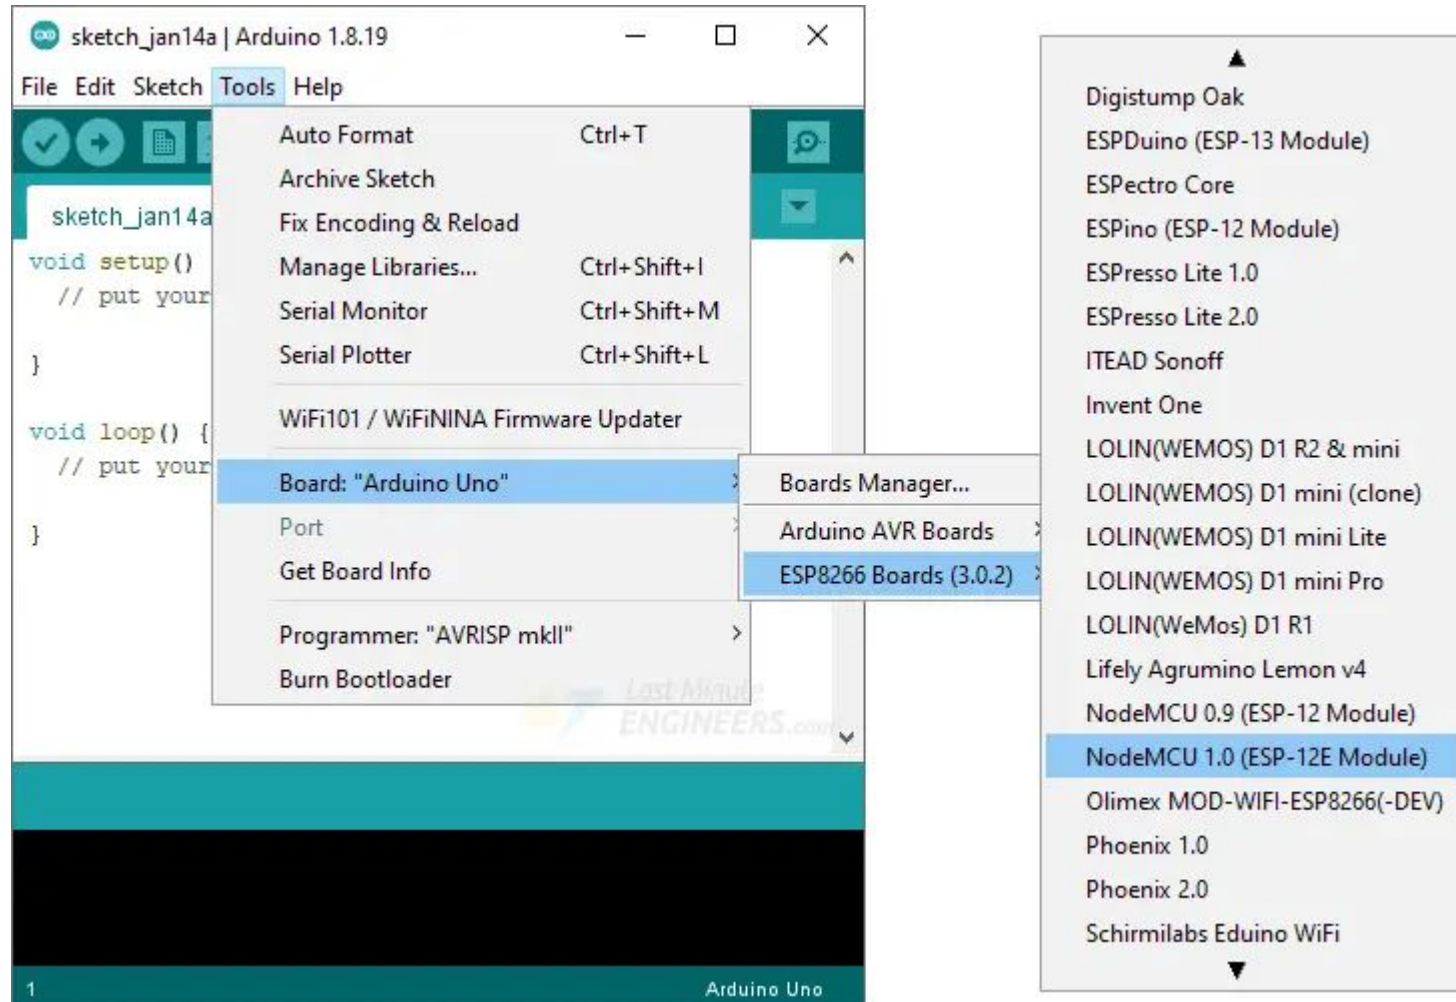 sketch_jan14a | Arduino 1.8.19
File Edit Sketch Tools Help
sketch_jan14a
void setup()
// put your
}
void loop() {
// put your
}
Auto Format Ctrl+T
Archive Sketch
Fix Encoding & Reload
Manage Libraries... Ctrl+Shift+I
Serial Monitor Ctrl+Shift+M
Serial Plotter Ctrl+Shift+L
WiFi101 / WiFiNINA Firmware Updater
Board: "Arduino Uno"
Port
Get Board Info
Programmer: "AVRISP mkII"
Burn Bootloader
Boards Manager...
Arduino AVR Boards
ESP8266 Boards (3.0.2)
Digistump Oak
ESPDuino (ESP-13 Module)
ESPectro Core
ESPino (ESP-12 Module)
ESPresso Lite 1.0
ESPresso Lite 2.0
ITEAD Sonoff
Invent One
LOLIN(WEMOS) D1 R2 & mini
LOLIN(WEMOS) D1 mini (clone)
LOLIN(WEMOS) D1 mini Lite
LOLIN(WEMOS) D1 mini Pro
LOLIN(WeMos) D1 R1
Lifely Agrumino Lemon v4
NodeMCU 0.9 (ESP-12 Module)
NodeMCU 1.0 (ESP-12E Module)
Olimex MOD-WIFI-ESP8266(-DEV)
Phoenix 1.0
Phoenix 2.0
Schirmilabs Eduino WiFi
Last Minute
ENGINEERS.com
1 Arduino Uno